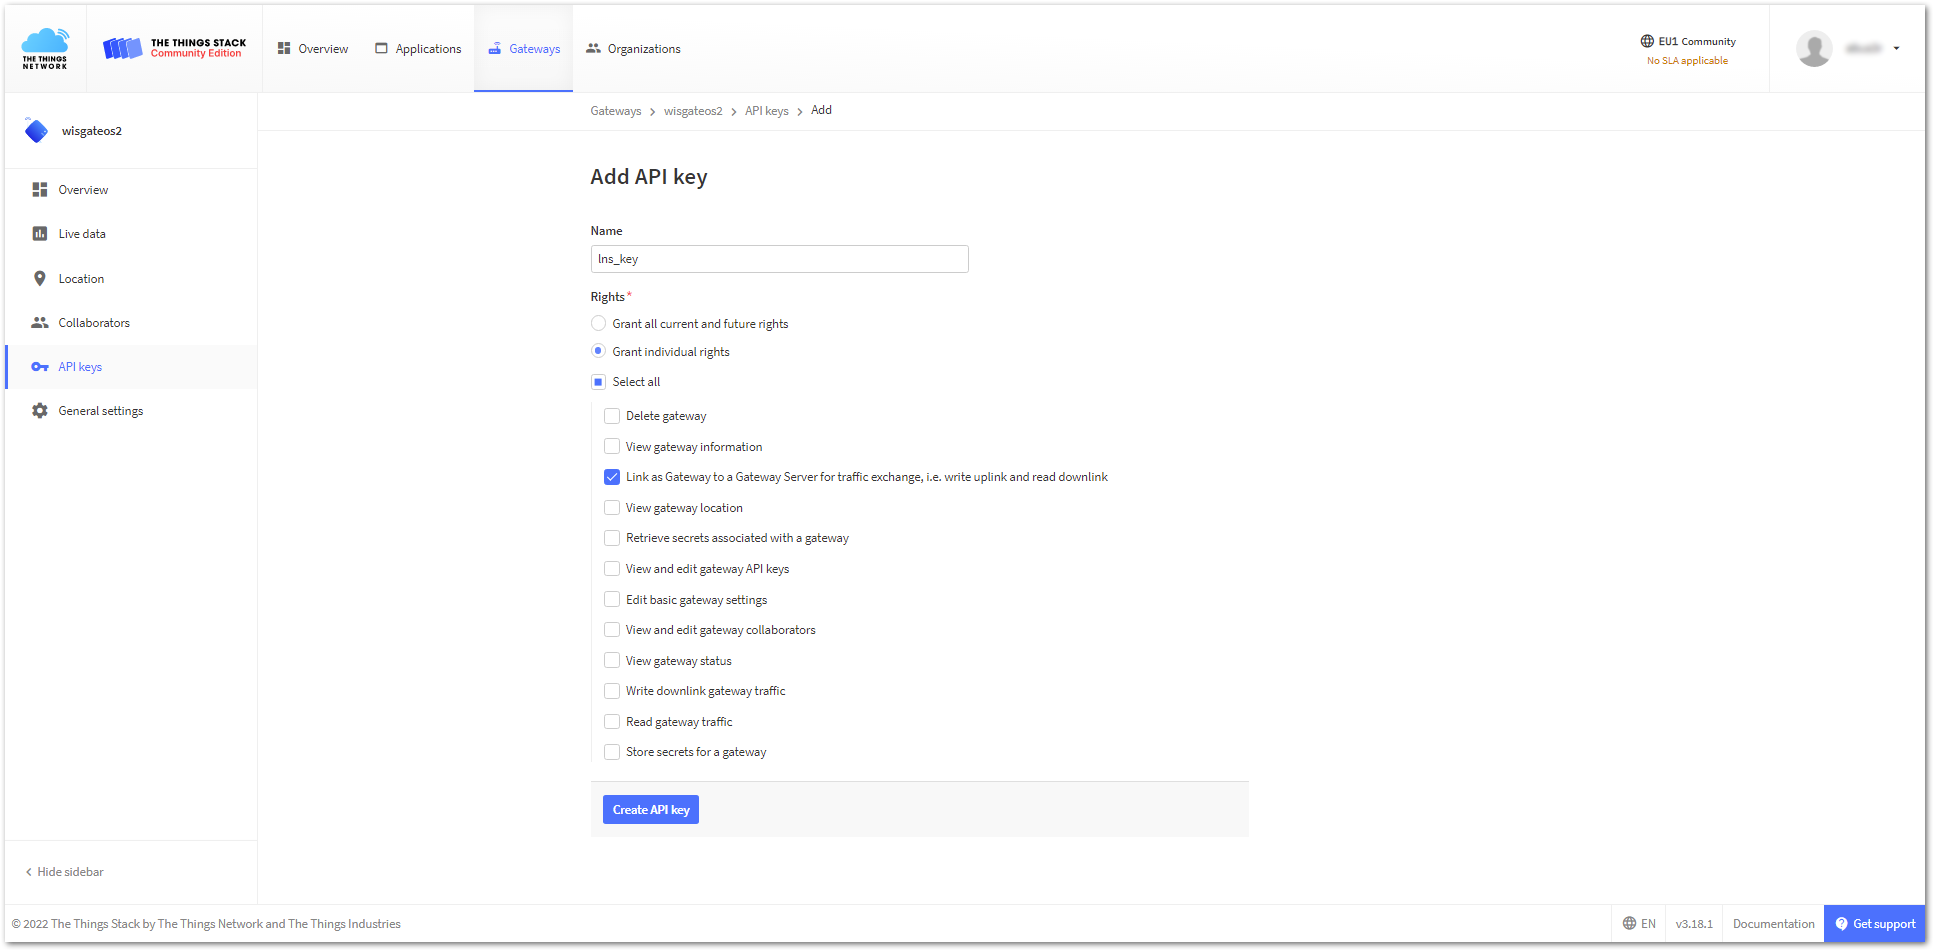 THE THINGS
NETWORK
THE THINGS STACK
Community Edition
Overview
Applications
Gateways
Organizations
EU1 Community
No SLA applicable
wisgateos2
Overview
Live data
Location
Collaborators
API keys
General settings
Hide sidebar
Gateways > wisgateos2 > API keys > Add
Add API key
Name
lns_key
Rights*
Grant all current and future rights
Grant individual rights
Select all
Delete gateway
View gateway information
Link as Gateway to a Gateway Server for traffic exchange, i.e. write uplink and read downlink
View gateway location
Retrieve secrets associated with a gateway
View and edit gateway API keys
Edit basic gateway settings
View and edit gateway collaborators
View gateway status
Write downlink gateway traffic
Read gateway traffic
Store secrets for a gateway
Create API key
© 2022 The Things Stack by The Things Network and The Things Industries
EN
v3.18.1
Documentation
Get support